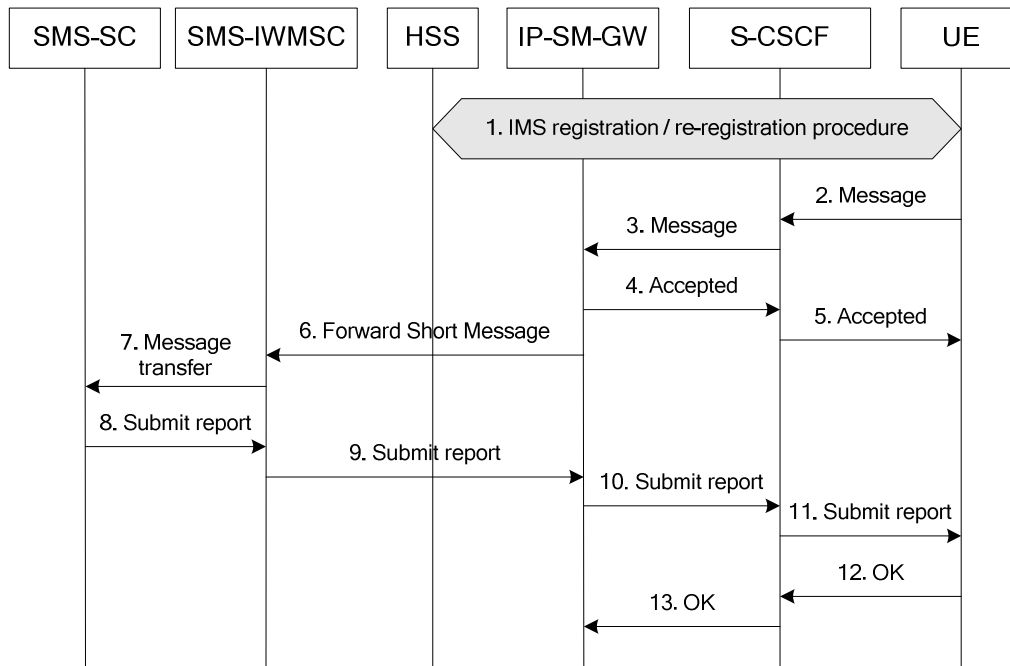 SMS-SC
SMS-IWMSC
HSS
IP-SM-GW
S-CSCF
UE
1. IMS registration / re-registration procedure
2. Message
3. Message
4. Accepted
5. Accepted
6. Forward Short Message
7. Message
transfer
8. Submit report
9. Submit report
10. Submit report
11. Submit report
12. OK
13. OK